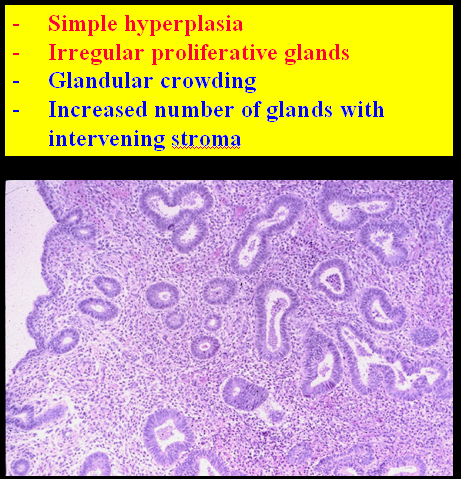 - Simple hyperplasia
- Irregular proliferative glands
- Glandular crowding
- Increased number of glands with
intervening stroma